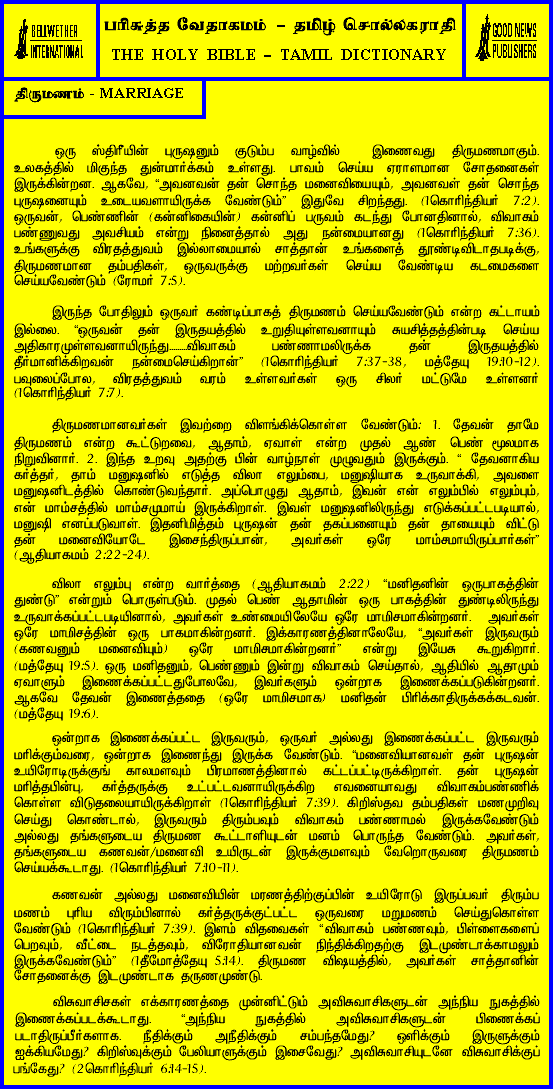 BELLWETHER
INTERNATIONAL
பரிசுத்த வேதாகமம் – தமிழ் சொல்லகராதி
THE HOLY BIBLE – TAMIL DICTIONARY
GOOD NEWS
PUBLISHERS
திருமணம் - MARRIAGE
ஒரு ஸ்திரீயின் புருஷனும் குடும்ப வாழ்வில் இணைவது திருமணமாகும்.
உலகத்தில் மிகுந்த துன்மார்க்கம் உள்ளது. பாவம் செய்ய ஏராளமான சோதனைகள்
இருக்கின்றன. ஆகவே, “அவனவன் தன் சொந்த மனைவியையும், அவனவள் தன் சொந்த
புருஷனையும் உடையவளாயிருக்க வேண்டும்” இதுவே சிறந்தது. (1கொரிந்தியர் 7:2).
ஒருவன், பெண்ணின் (கன்னிகையின்) கன்னிப் பருவம் கடந்து போனதினால், விவாகம்
பண்ணுவது அவசியம் என்று நினைத்தால் அது நன்மையானது (1கொரிந்தியர் 7:36).
உங்களுக்கு விரதத்துவம் இல்லாமையால் சாத்தான் உங்களைத் தூண்டிவிடாதபடிக்கு,
திருமணமான தம்பதிகள், ஒருவருக்கு மற்றவர்கள் செய்ய வேண்டிய கடமைகளை
செய்யவேண்டும் (ரோமர் 7:5).
இருந்த போதிலும் ஒருவர் கண்டிப்பாகத் திருமணம் செய்யவேண்டும் என்ற கட்டாயம்
இல்லை. “ஒருவன் தன் இருதயத்தில் உறுதியுள்ளவனாயும் சுயசித்தத்தின்படி செய்ய
அதிகாரமுள்ளவனாயிருந்து.........விவாகம் பண்ணாமலிருக்க தன் இருதயத்தில்
தீர்மானிக்கிறவன் நன்மைசெய்கிறான்” (1கொரிந்தியர் 7:37-38, மத்தேயு 19:10-12).
பவுலைப்போல, விரதத்துவம் வரம் உள்ளவர்கள் ஒரு சிலர் மட்டுமே உள்ளனர்
(1கொரிந்தியர் 7:7).
திருமணமானவர்கள் இவற்றை விளங்கிக்கொள்ள வேண்டும்: 1. தேவன் தாமே
திருமணம் என்ற கூட்டுறவை, ஆதாம், ஏவாள் என்ற முதல் ஆண் பெண் மூலமாக
நிறுவினார். 2. இந்த உறவு அதற்கு பின் வாழ்நாள் முழுவதும் இருக்கும். “ தேவனாகிய
கர்த்தர், தாம் மனுஷனில் எடுத்த விலா எலும்பை, மனுஷியாக உருவாக்கி, அவளை
மனுஷனிடத்தில் கொண்டுவந்தார். அப்பொழுது ஆதாம், இவன் என் எலும்பில் எலும்பும்,
என் மாம்சத்தில் மாம்சமுமாய் இருக்கிறாள். இவள் மனுஷனிலிருந்து எடுக்கப்பட்டபடியால்,
மனுஷி எனப்படுவாள். இதனிமித்தம் புருஷன் தன் தகப்பனையும் தன் தாயையும் விட்டு
தன் மனைவியோடே இசைந்திருப்பான், அவர்கள் ஒரே மாம்சமாயிருப்பார்கள்”
(ஆதியாகமம் 2:22-24).
விலா எலும்பு என்ற வார்த்தை (ஆதியாகமம் 2:22) “மனிதனின் ஒருபாகத்தின்
துண்டு” என்றும் பொருள்படும். முதல் பெண் ஆதாமின் ஒரு பாகத்தின் துண்டிலிருந்து
உருவாக்கப்பட்டபடியினால், அவர்கள் உண்மையிலேயே ஒரே மாமிசமாகின்றனர். அவர்கள்
ஒரே மாமிசத்தின் ஒரு பாகமாகின்றனர். இக்காரணத்தினாலேயே, “அவர்கள் இருவரும்
(கணவனும் மனைவியும்) ஒரே மாமிசமாகின்றனர்” என்று இயேசு கூறுகிறார்.
(மத்தேயு 19:5). ஒரு மனிதனும், பெண்ணும் இன்று விவாகம் செய்தால், ஆதியில் ஆதாமும்
ஏவாளும் இணைக்கப்பட்டதுபோலவே, இவர்களும் ஒன்றாக இணைக்கப்படுகின்றனர்.
ஆகவே தேவன் இணைத்ததை (ஒரே மாமிசமாக) மனிதன் பிரிக்காதிருக்கக்கடவன்.
(மத்தேயு 19:6).
ஒன்றாக இணைக்கப்பட்ட இருவரும், ஒருவர் அல்லது இணைக்கப்பட்ட இருவரும்
மரிக்கும்வரை, ஒன்றாக இணைந்து இருக்க வேண்டும். “மனைவியானவள் தன் புருஷன்
உயிரோடிருக்குங் காலமளவும் பிரமாணத்தினால் கட்டப்பட்டிருக்கிறாள். தன் புருஷன்
மரித்தபின்பு, கர்த்தருக்கு உட்பட்டவனாயிருக்கிற எவனையாவது விவாகம்பண்ணிக்
கொள்ள விடுதலையாயிருக்கிறாள் (1கொரிந்தியர் 7:39). கிறிஸ்தவ தம்பதிகள் மணமுறிவு
செய்து கொண்டால், இருவரும் திரும்பவும் விவாகம் பண்ணாமல் இருக்கவேண்டும்
அல்லது தங்களுடைய திருமண கூட்டாளியுடன் மனம் பொருந்த வேண்டும். அவர்கள்,
தங்களுடைய கணவன்/மனைவி உயிருடன் இருக்குமளவும் வேறொருவரை திருமணம்
செய்யக்கூடாது. (1கொரிந்தியர் 7:10-11).
கணவன் அல்லது மனைவியின் மரணத்திற்குப்பின் உயிரோடு இருப்பவர் திரும்ப
மணம் புரிய விரும்பினால் கர்த்தருக்குட்பட்ட ஒருவரை மறுமணம் செய்துகொள்ள
வேண்டும் (1கொரிந்தியர் 7:39). இளம் விதவைகள் “விவாகம் பண்ணவும், பிள்ளைகளைப்
பெறவும், வீட்டை நடத்தவும், விரோதியானவன் நிந்திக்கிறதற்கு இடமுண்டாக்காமலும்
இருக்கவேண்டும்” (1தீமோத்தேயு 5:14). திருமண விஷயத்தில், அவர்கள் சாத்தானின்
சோதனைக்கு இடமுண்டாக தருணமுண்டு.
விசுவாசிசகள் எக்காரணத்தை முன்னிட்டும் அவிசுவாசிகளுடன் அந்நிய நுகத்தில்
இணைக்கப்படக்கூடாது. “அந்நிய நுகத்தில் அவிசுவாசிகளுடன் பிணைக்கப்
படாதிருப்பீர்களாக. நீதிக்கும் அநீதிக்கும் சம்பந்தமேது? ஒளிக்கும் இருளுக்கும்
ஐக்கியமேது? கிறிஸ்வுக்கும் பேலியாளுக்கும் இசைவேது? அவிசுவாசியுடனே விசுவாசிக்குப்
பங்கேது? (2கொரிந்தியர் 6:14-15).